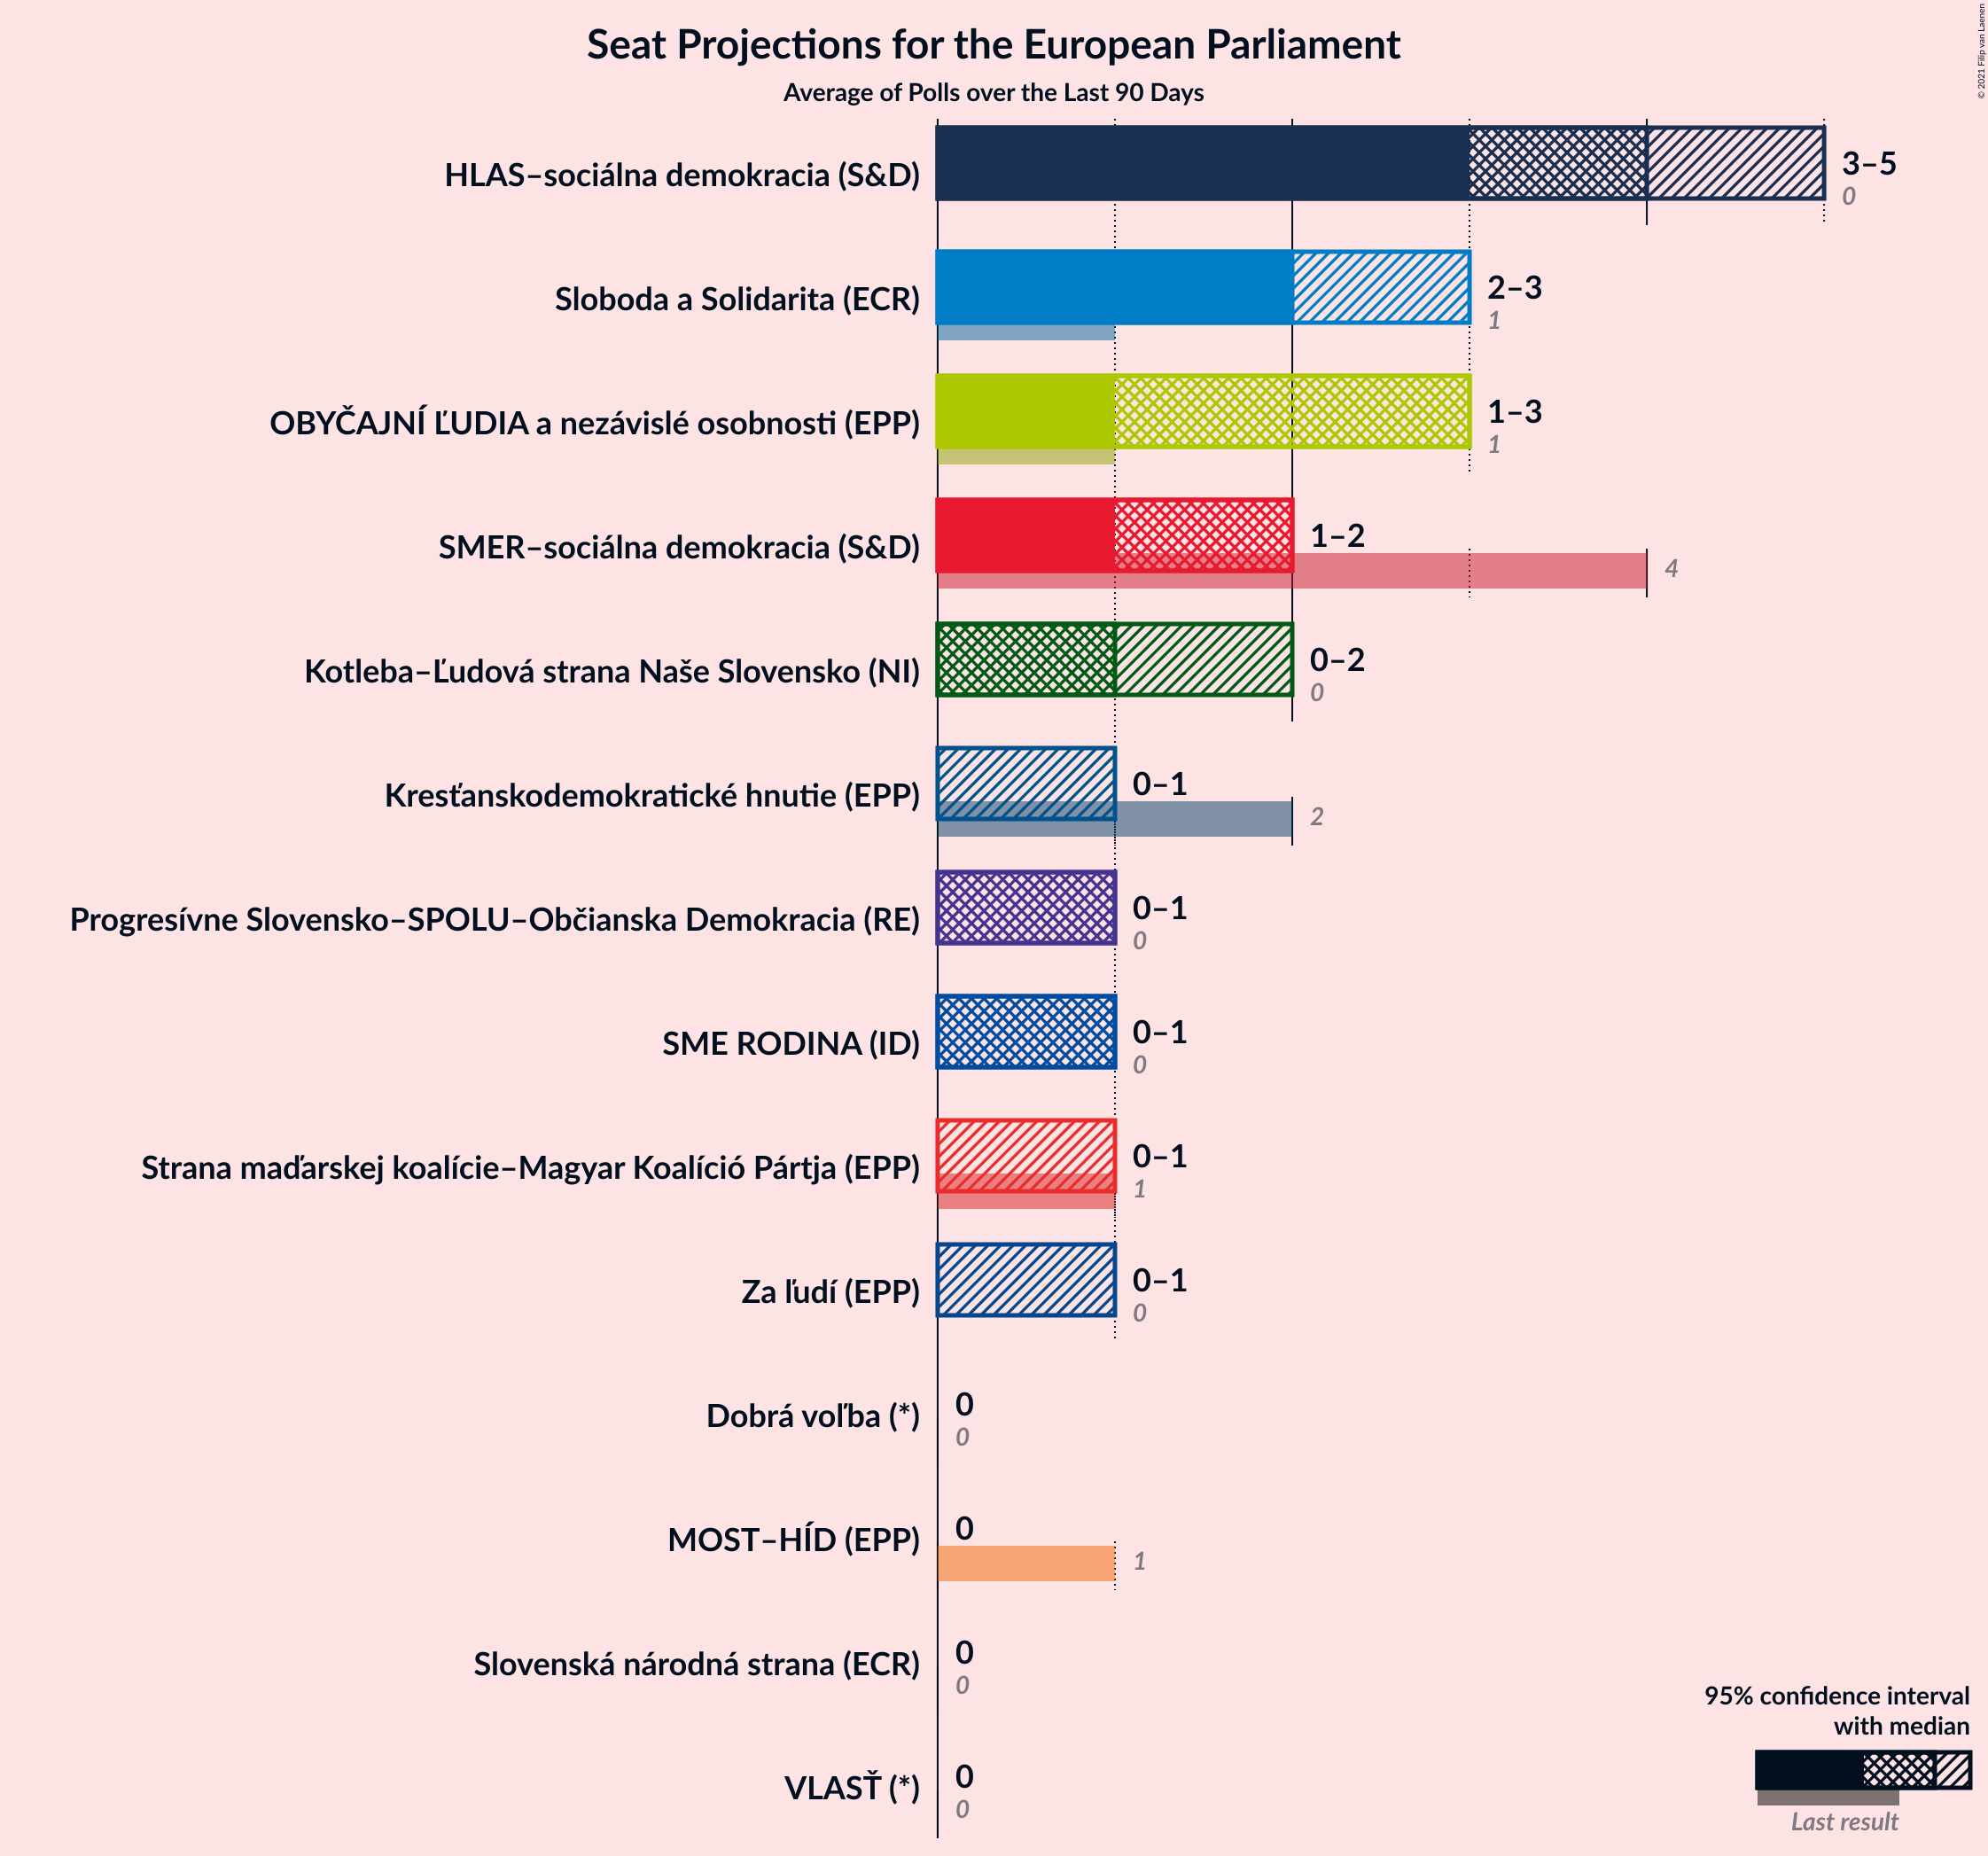 Seat Projections for the European Parliament
Average of Polls over the Last 90 Days
© 2021 Filip van Laenen
HLAS–sociálna demokracia (S&D)
3–5
0
Sloboda a Solidarita (ECR)
2–3
1
OBYČAJNÍ ĽUDIA a nezávislé osobnosti (EPP)
1–3
1
SMER–sociálna demokracia (S&D)
1–2
4
Kotleba–Ľudová strana Naše Slovensko (NI)
0–2
0
Kresťanskodemokratické hnutie (EPP)
0–1
2
Progresívne Slovensko–SPOLU–Občianska Demokracia (RE)
0–1
0
SME RODINA (ID)
0–1
0
Strana maďarskej koalície–Magyar Koalíció Pártja (EPP)
0–1
1
Za ľudí (EPP)
0–1
0
Dobrá voľba (*)
0
0
MOST–HÍD (EPP)
0
1
Slovenská národná strana (ECR)
0
0
VLASŤ (*)
0
0
95% confidence interval
with median
Last result